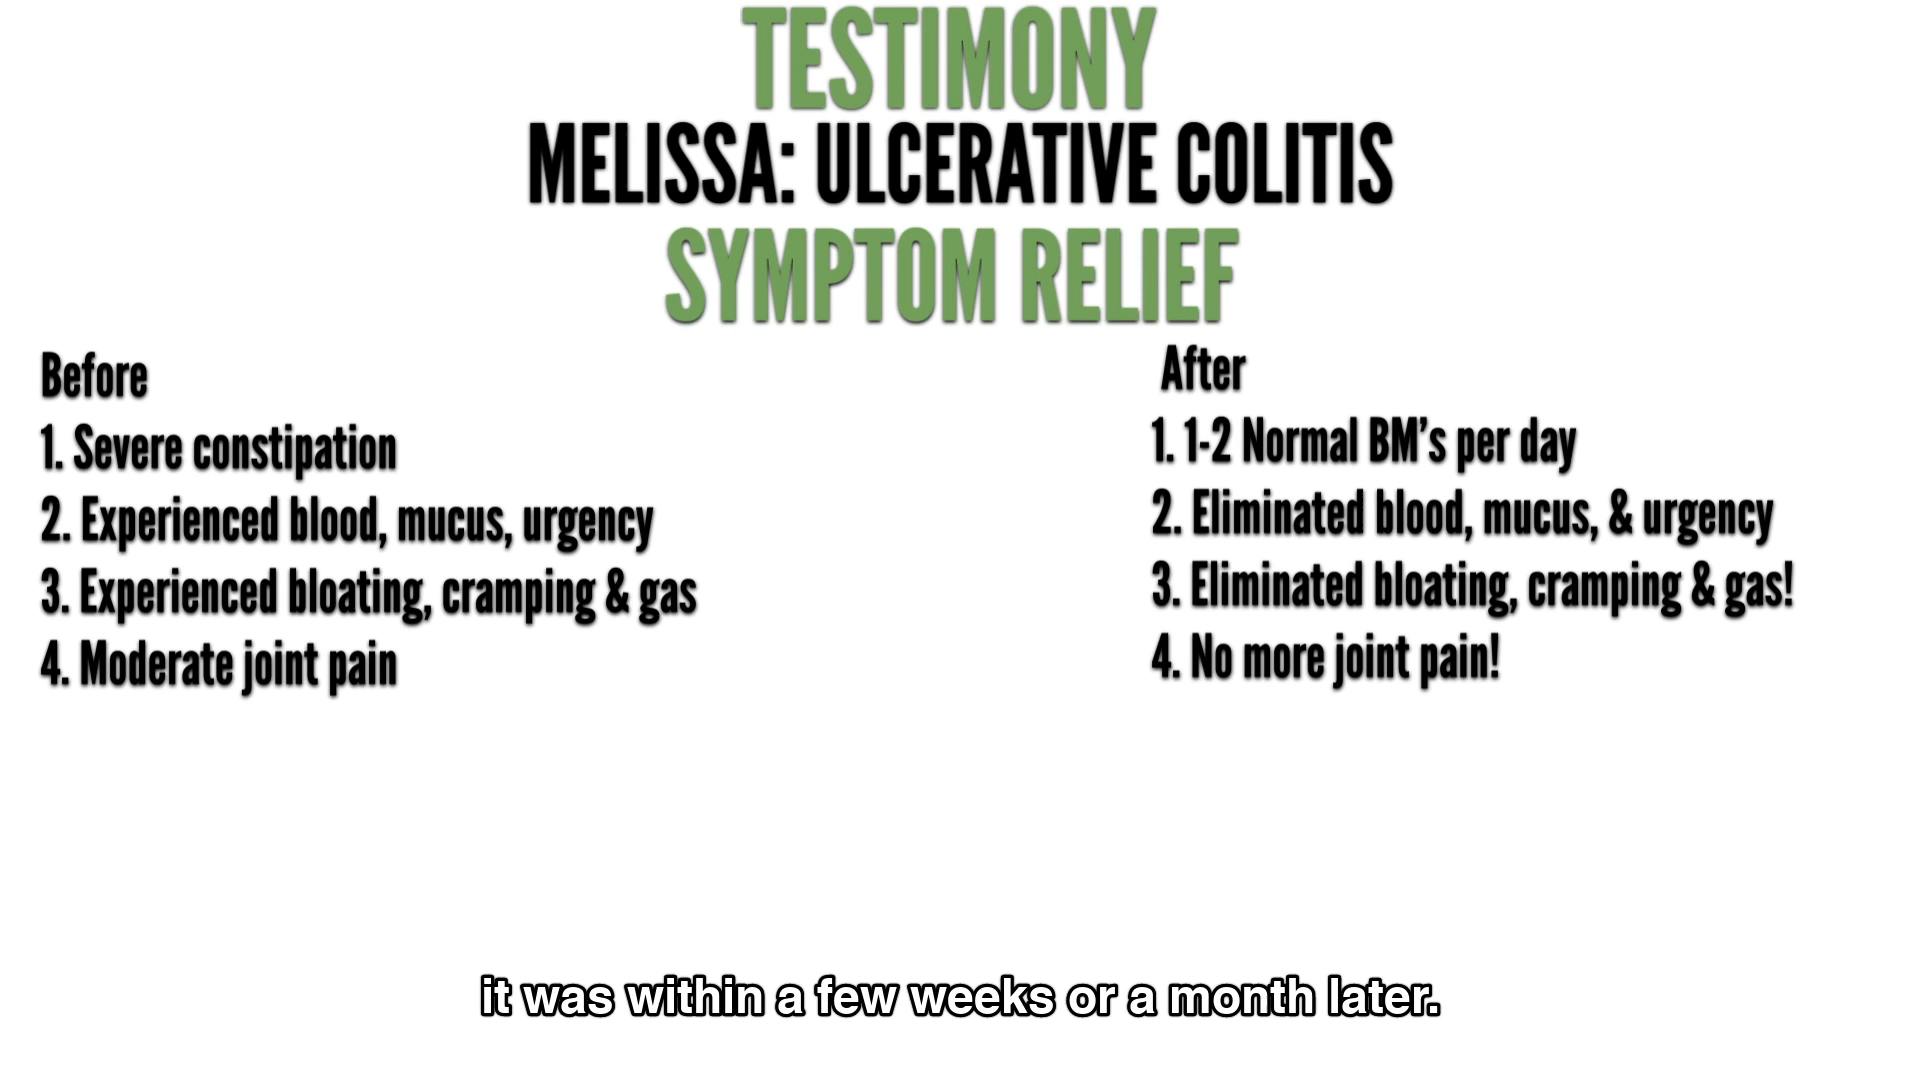 TESTIMONY
MELISSA: ULCERATIVE COLITIS
SYMPTOM RELIEF
Before
1. Severe constipation
2. Experienced blood, mucus, urgency
3. Experienced bloating, cramping & gas
4. Moderate joint pain
After
1. 1-2 Normal BM’s per day
2. Eliminated blood, mucus, & urgency
3. Eliminated bloating, cramping & gas!
4. No more joint pain!
it was within a few weeks or a month later.